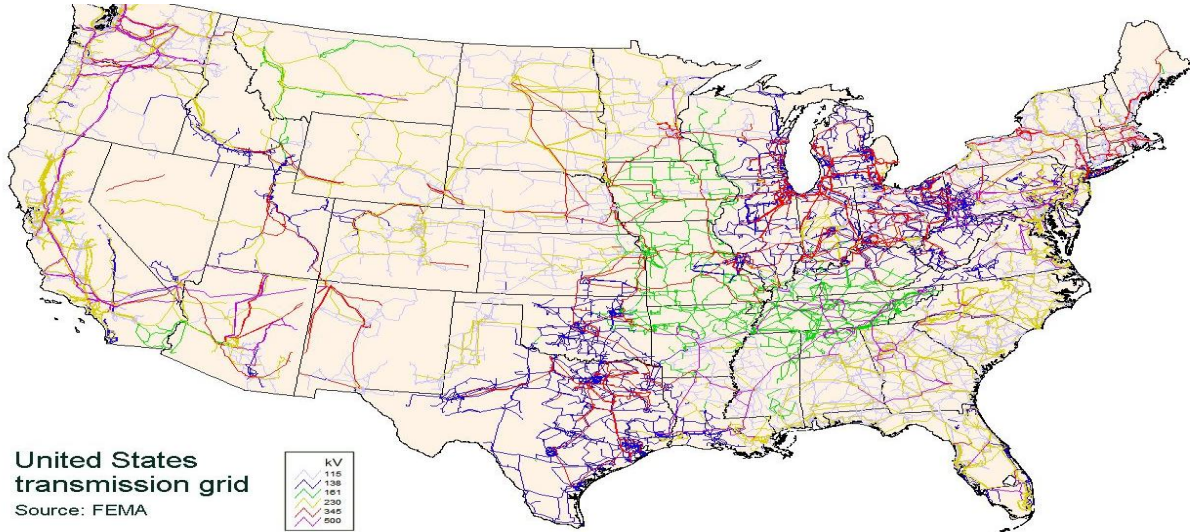 United States
transmission grid
Source: FEMA
kV
115
138
161
230
345
500